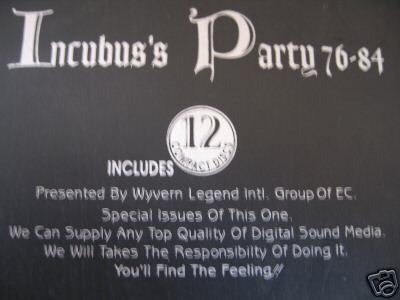 Incubus's Party 76-84
12
COMPACT DISCS
INCLUDES
Presented By Wyvern Legend Intl. Group Of EC.
Special Issues Of This One.
We Can Supply Any Top Quality Of Digital Sound Media.
We Will Takes The Responsibilty Of Doing It.
You'll Find The Feeling!!